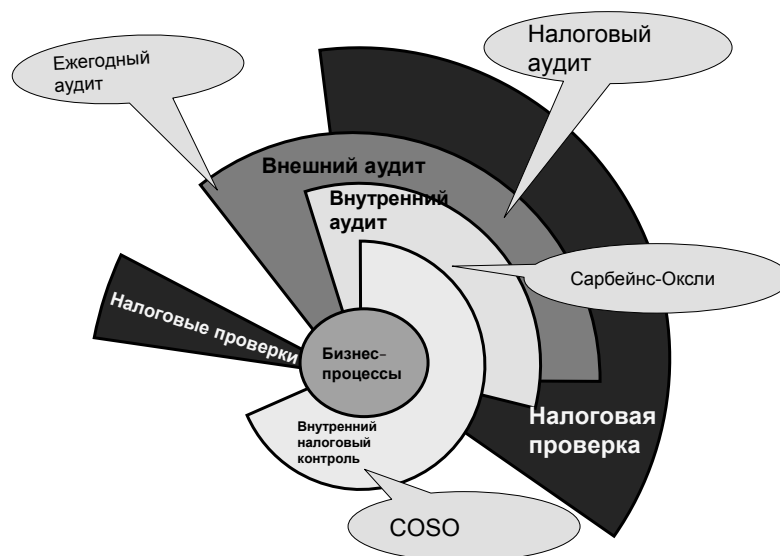 Ежегодный
аудит
Налоговый
аудит
Внешний аудит
Внутренний
аудит
Сарбейнс-Оксли
Налоговые проверки
Бизнес-
процессы
Налоговая
проверка
Внутренний
налоговый
контроль
COSO